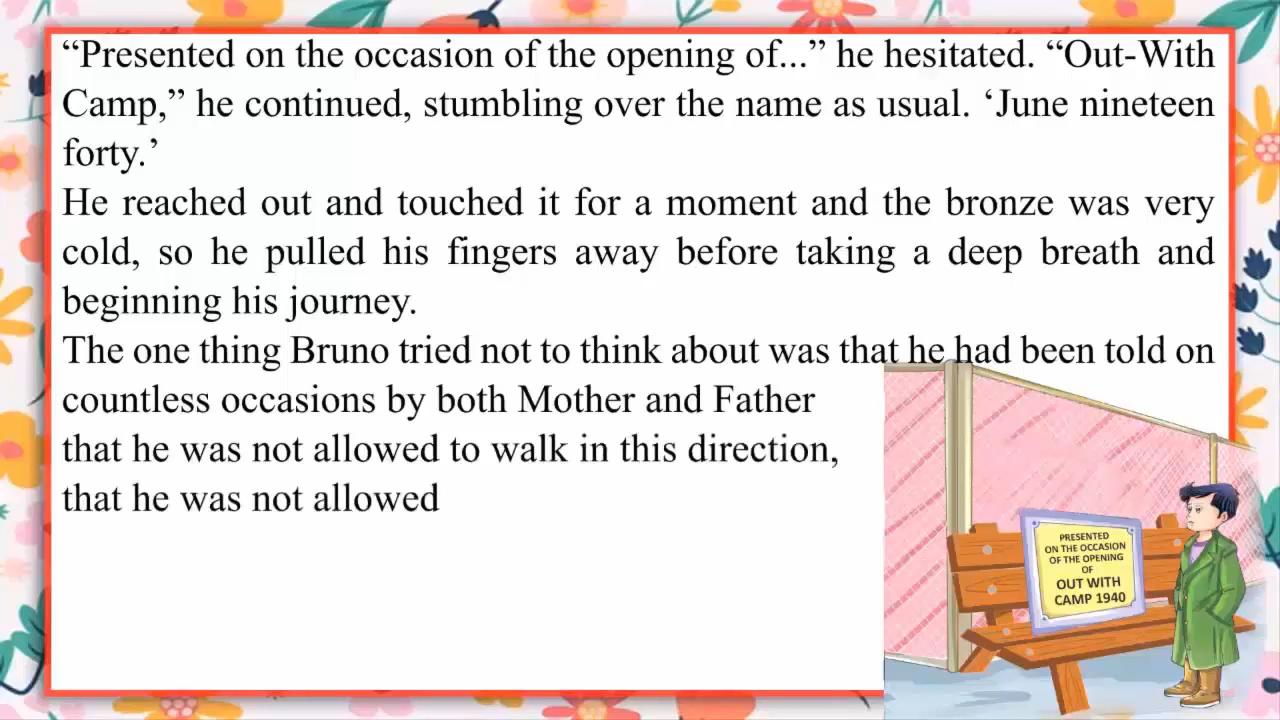 “Presented on the occasion of the opening of...” he hesitated. “Out-With
Camp,” he continued, stumbling over the name as usual. ‘June nineteen
forty.’
He reached out and touched it for a moment and the bronze was very
cold, so he pulled his fingers away before taking a deep breath and
beginning his journey.
The one thing Bruno tried not to think about was that he had been told on
countless occasions by both Mother and Father
that he was not allowed to walk in this direction,
that he was not allowed
PRESENTED
ON THE OCCASION
OF THE OPENING
OF
OUT WITH
CAMP 1940